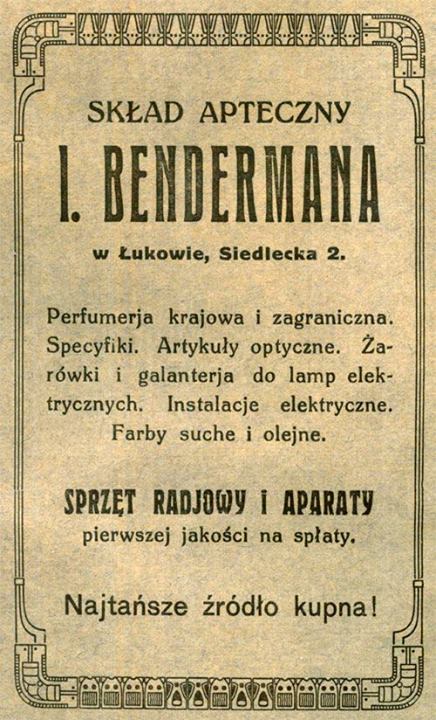 SKŁAD APTECZNY
I. BENDERMANA
w Łukowie, Siedlecka 2.
Perfumerja krajowa i zagraniczna.
Specyfiki. Artykuły optyczne. Ża-
rówki i galanterja do lamp elek-
trycznych. Instalacje elektryczne.
Farby suche i olejne.
SPRZĘT RADJOWY I APARATY
pierwszej jakości na spłaty.
Najtańsze źródło kupna!